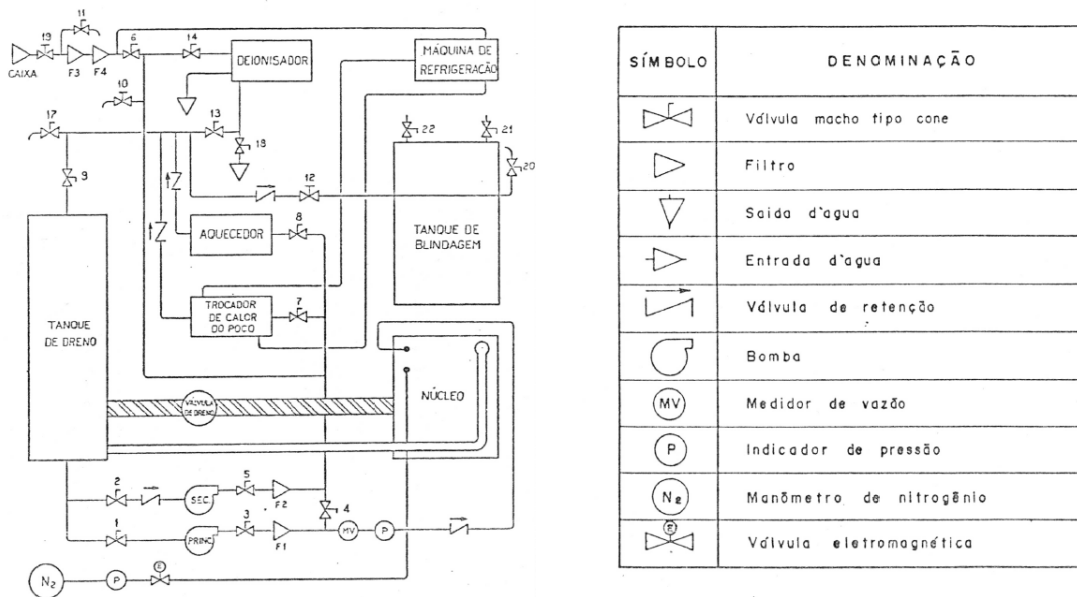 11
19
6
14
CAIXA
F3
F4
DEIONISADOR
MÁQUINA DE
REFRIGERAÇÃO
10
17
13
18
22
21
20
9
12
8
AQUECEDOR
TANQUE DE
BLINDAGEM
TROCADOR
DE CALOR
DO POÇO
7
TANQUE
DE DRENO
VÁLVULA
DE DRENO
NÚCLEO
2
5
SEC.
F2
4
1
3
PRINC.
F1
MV
P
N2
P
E
SÍMBOLO
DENOMINAÇÃO
Válvula macho tipo cone
Filtro
Saida d'agua
Entrada d'agua
Válvula de retenção
Bomba
MV
Medidor de vazão
P
Indicador de pressão
N2
Manômetro de nitrogênio
E
Válvula eletromagnética